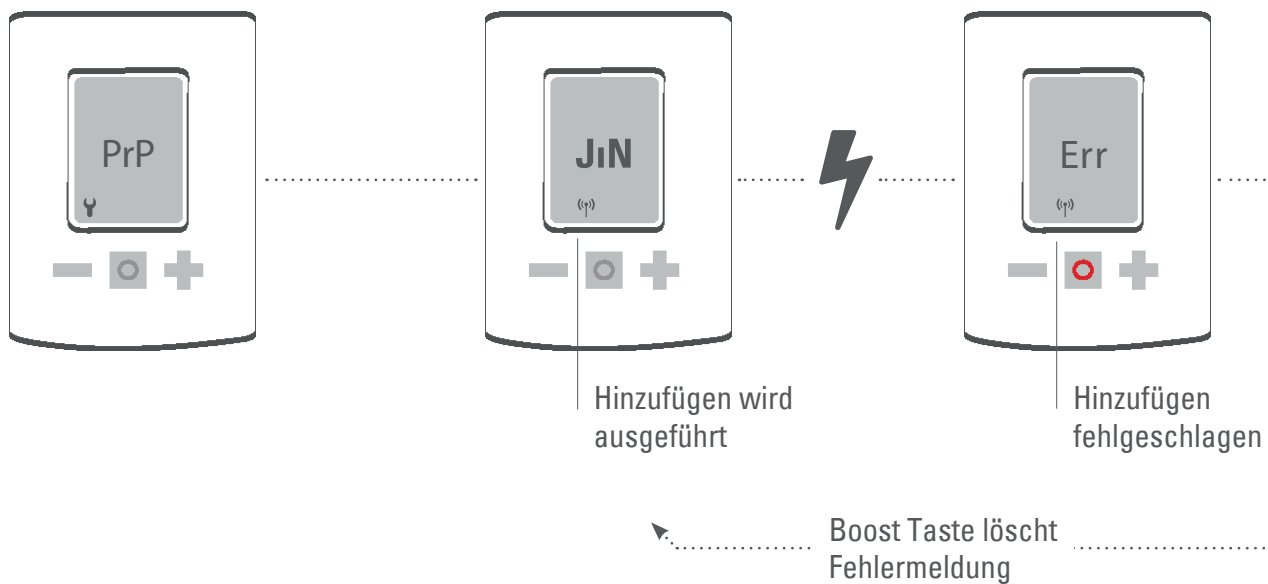 PrP
JıN
Err
Hinzufügen wird
ausgeführt
Hinzufügen
fehlgeschlagen
Boost Taste löscht
Fehlermeldung